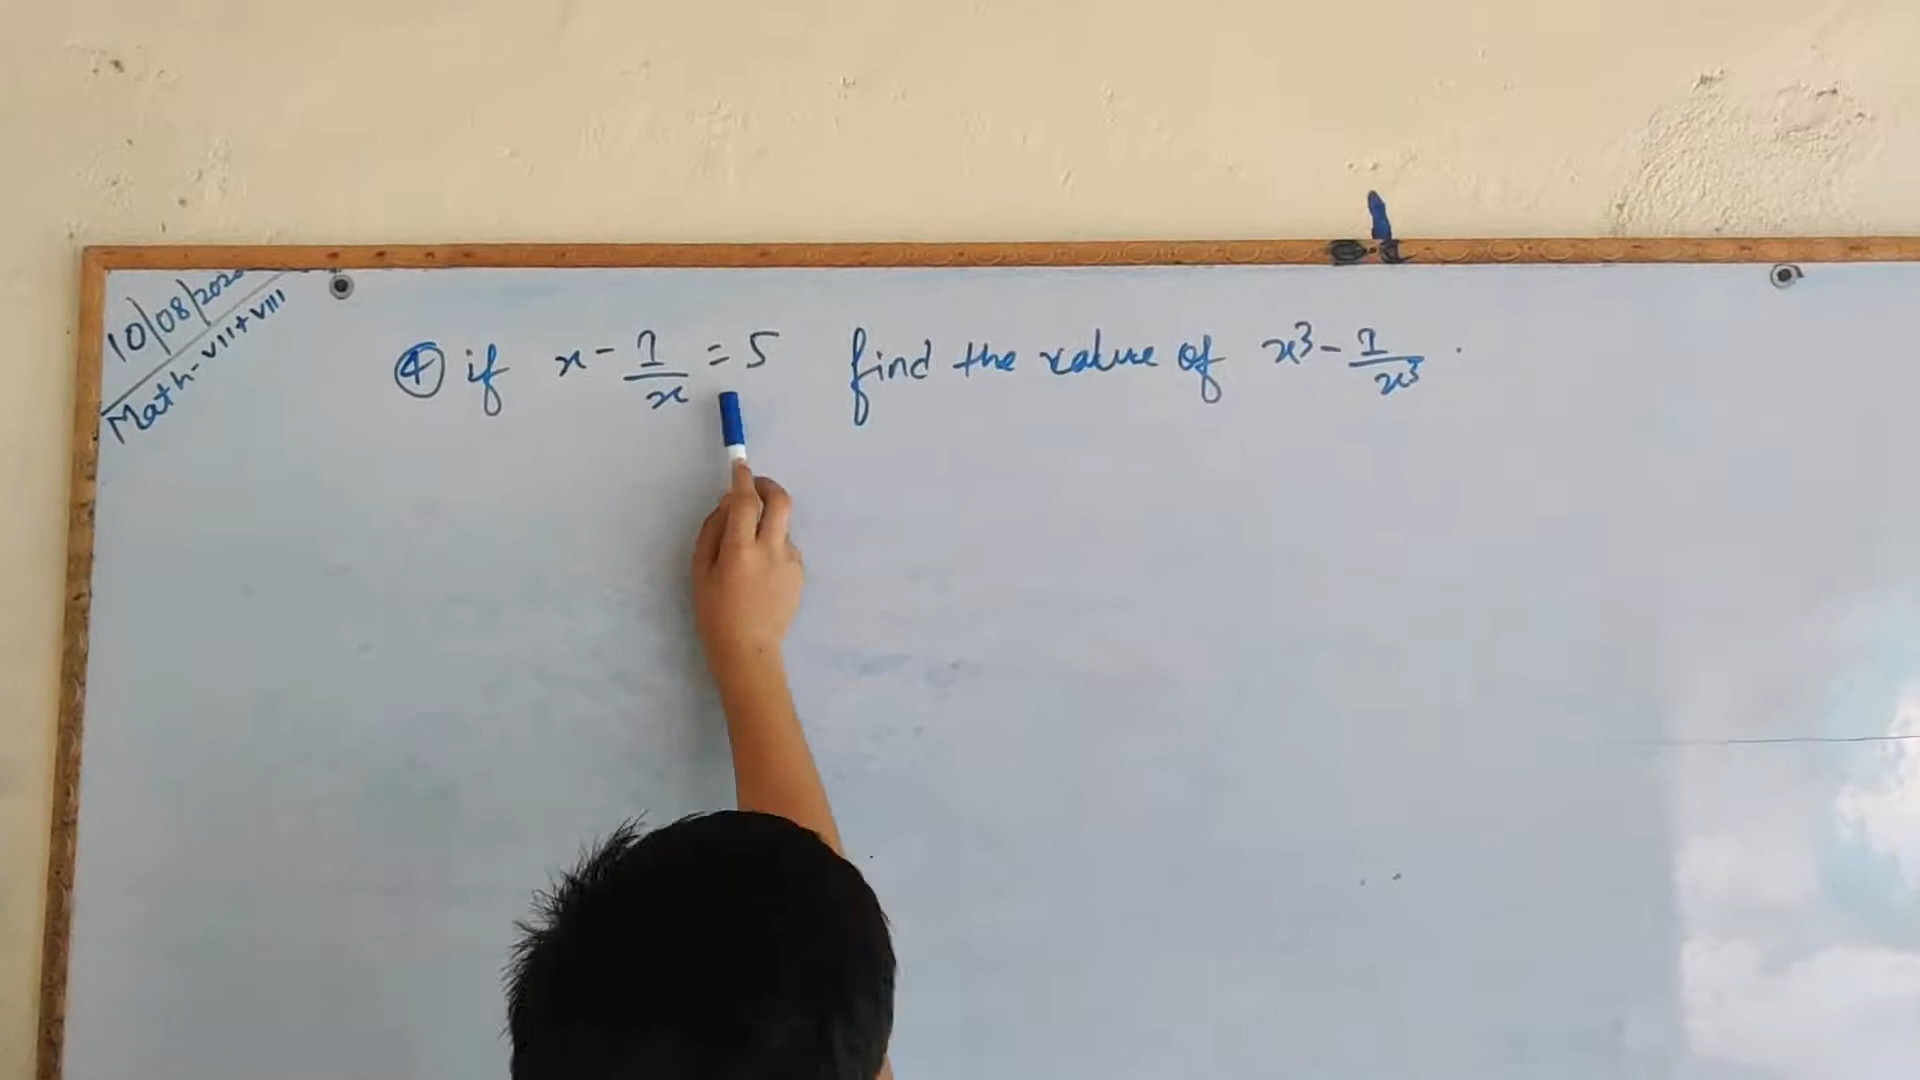 10/08/2020
Math-VII+VIII
④ if x - 1/x = 5 find the value of x³ - 1/x³.